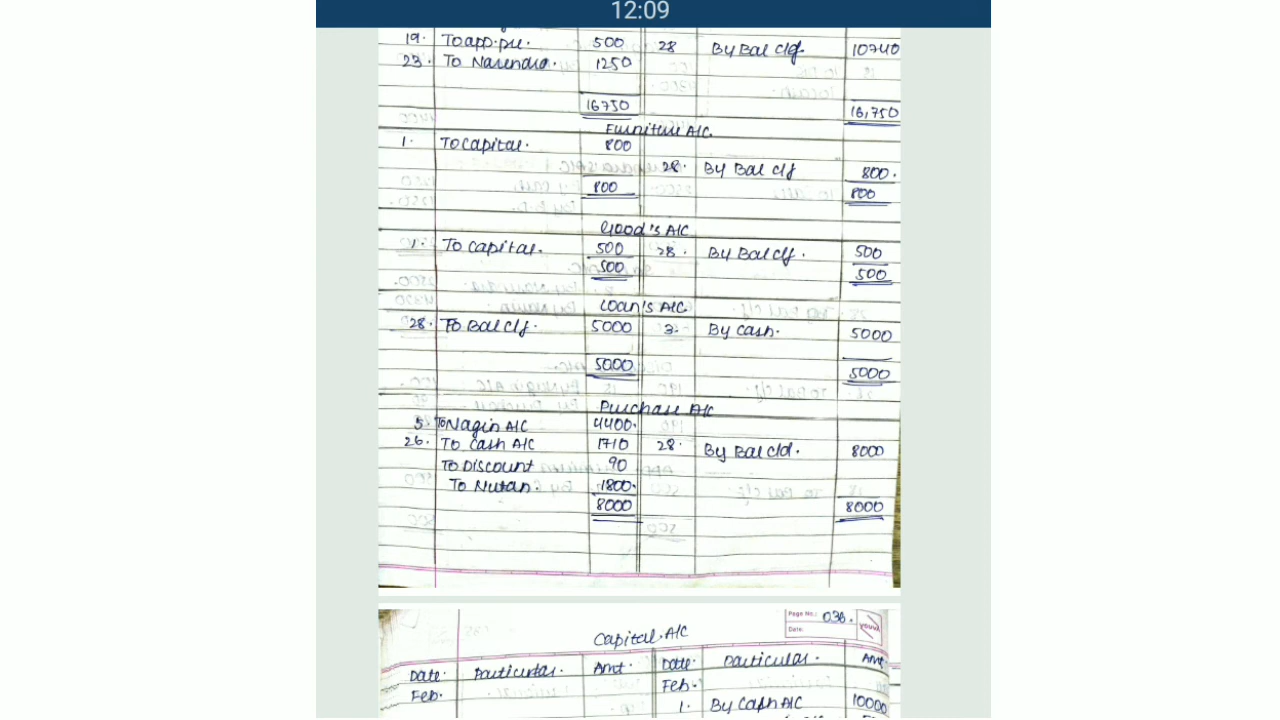 12:09
19. To app. pre. 500 28 By Bal c/f. 10740
23. To Narendra. 1250
16750 16,750
Furniture A/C.
1. To capital. 800
28. By Bal c/f 800.
800 800
Good's A/C
1. To capital. 500 28. By Bal c/f. 500
500 500
Loan's A/C
28. To Bal c/f. 5000 3. By cash. 5000
5000 5000
Purchase A/C
5. To Nagin A/C 4400.
26. To cash A/C 1710 28. By Bal c/d. 8000
To Discount 90
To Nutan. 1800.
8000 8000
Page No.: 036.
Date:
Capital A/C
Date. Particular. Amt. Date Particular. Amt
Feb. Feb.
1. By Cash A/C 10000